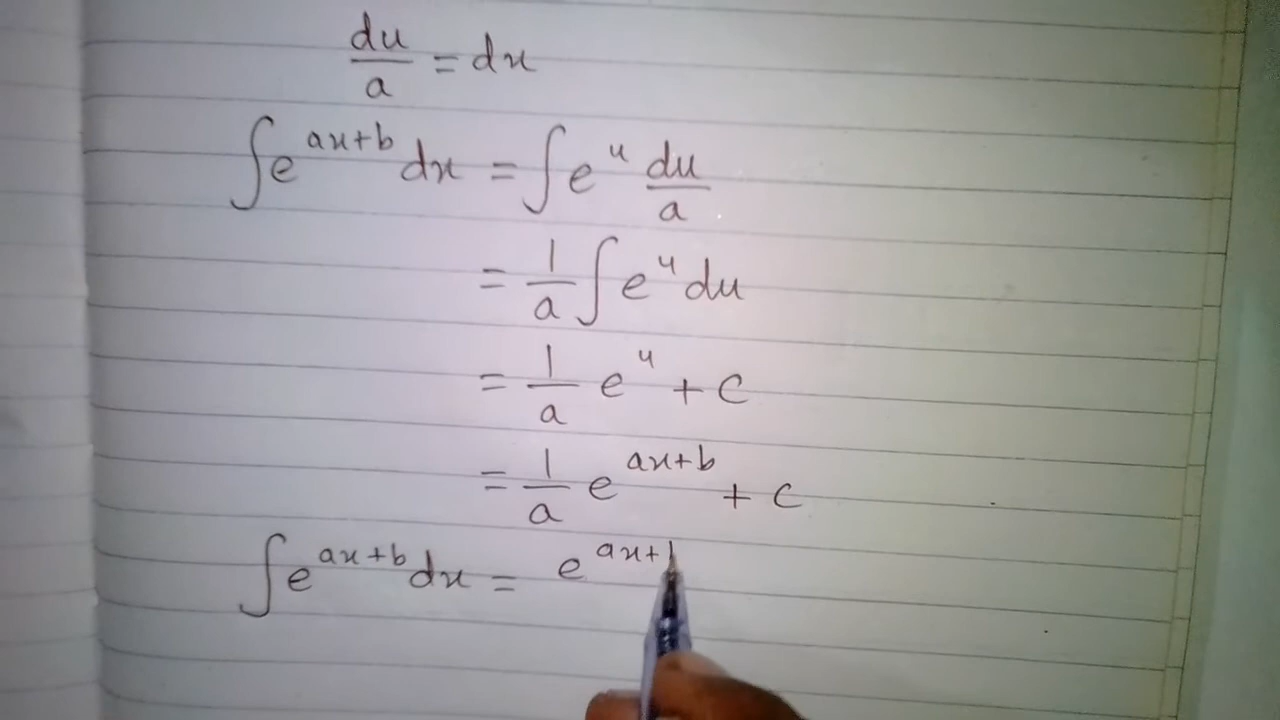 du/a = dx
∫e^(ax+b) dx = ∫e^u du/a
= 1/a ∫e^u du
= 1/a e^u + C
= 1/a e^(ax+b) + C
∫e^(ax+b) dx = e^(ax+